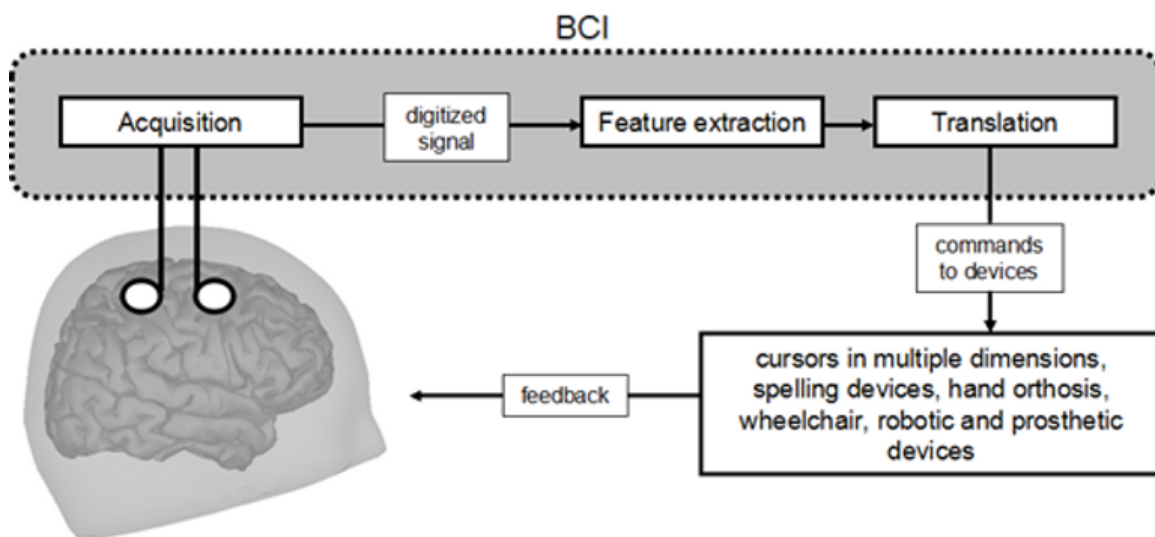 BCI
Acquisition
digitized
signal
Feature extraction
Translation
commands
to devices
cursors in multiple dimensions,
spelling devices, hand orthosis,
wheelchair, robotic and prosthetic
devices
feedback